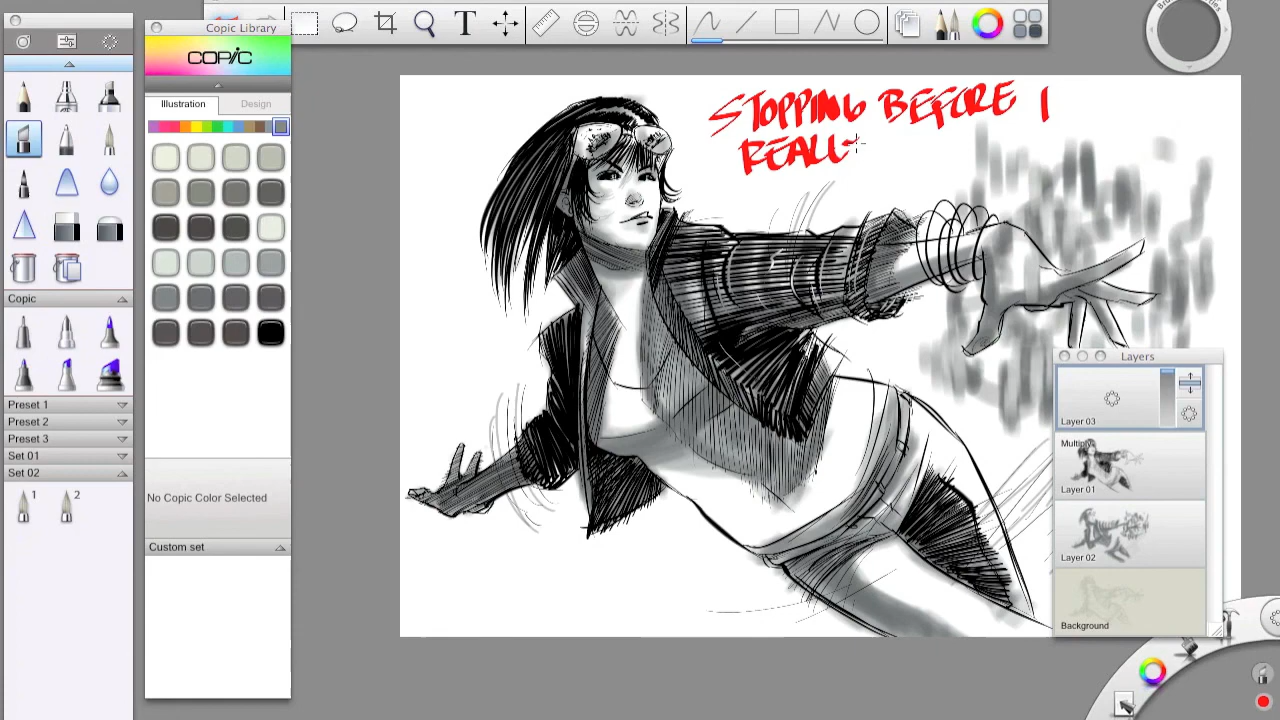 Copic Library
COPIC
Illustration
Design
STOPPING BEFORE I
REALL
Copic
Preset 1
Preset 2
Preset 3
Set 01
Set 02
1
2
No Copic Color Selected
Custom set
Layers
Layer 03
Multiply
Layer 01
Layer 02
Background
T